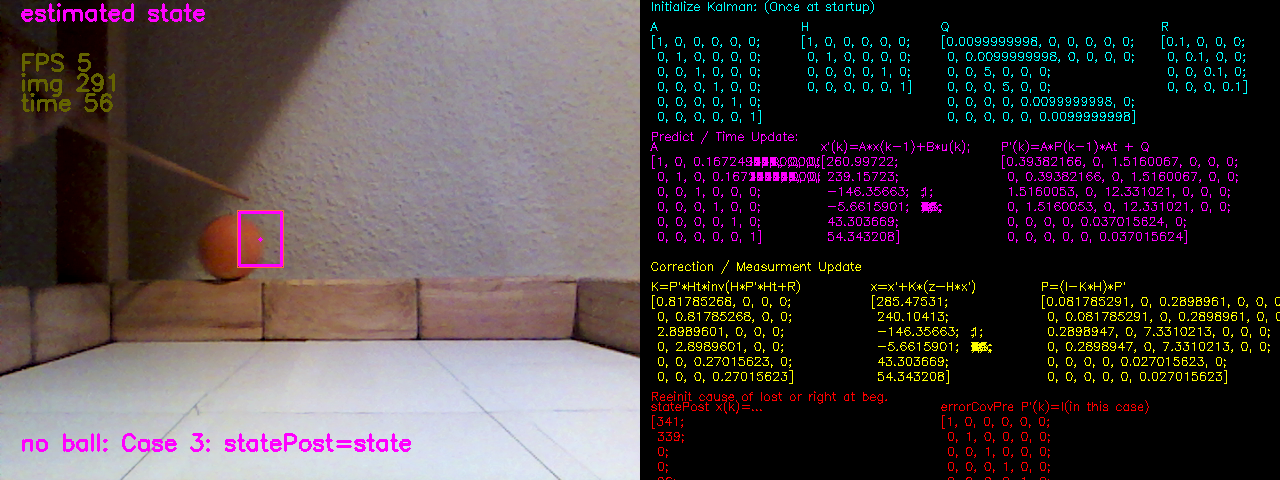 estimated state
FPS 5
img 291
time 56
no ball: Case 3: statePost=state
Initialize Kalman: (Once at startup)
A H Q R
[1, 0, 0, 0, 0, 0; [1, 0, 0, 0, 0, 0; [0.0099999998, 0, 0, 0, 0, 0; [0.1, 0, 0, 0;
0, 1, 0, 0, 0, 0; 0, 1, 0, 0, 0, 0; 0, 0.0099999998, 0, 0, 0, 0; 0, 0.1, 0, 0;
0, 0, 1, 0, 0, 0; 0, 0, 0, 0, 1, 0; 0, 0, 5, 0, 0, 0; 0, 0, 0.1, 0;
0, 0, 0, 1, 0, 0; 0, 0, 0, 0, 0, 1] 0, 0, 0, 5, 0, 0; 0, 0, 0, 0.1]
0, 0, 0, 0, 1, 0; 0, 0, 0, 0, 0.0099999998, 0;
0, 0, 0, 0, 0, 1] 0, 0, 0, 0, 0, 0.0099999998]
Predict / Time Update:
A x'(k)=A*x(k-1)+B*u(k); P'(k)=A*P(k-1)*At + Q
[1, 0, [260.99722; [0.39382166, 0, 1.5160067, 0, 0, 0;
0, 1, 0, 239.15723; 0, 0.39382166, 0, 1.5160067, 0, 0;
0, 0, 1, 0, 0, 0; -146.35663; 1.5160053, 0, 12.331021, 0, 0, 0;
0, 0, 0, 1, 0, 0; -5.6615901; 0, 1.5160053, 0, 12.331021, 0, 0;
0, 0, 0, 0, 1, 0; 43.303669; 0, 0, 0, 0, 0.037015624, 0;
0, 0, 0, 0, 0, 1] 54.343208] 0, 0, 0, 0, 0, 0.037015624]
Correction / Measurment Update
K=P'*Ht*inv(H*P'*Ht+R) x=x'+K*(z-H*x') P=(I-K*H)*P'
[0.81785268, 0, 0, 0; [285.47531; [0.081785291, 0, 0.2898961, 0, 0, 0
0, 0.81785268, 0, 0; 240.10413; 0, 0.081785291, 0, 0.2898961, 0, 0
2.8989601, 0, 0, 0; -146.35663; 0.2898947, 0, 7.3310213, 0, 0, 0;
0, 2.8989601, 0, 0; -5.6615901; 0, 0.2898947, 0, 7.3310213, 0, 0;
0, 0, 0.27015623, 0; 43.303669; 0, 0, 0, 0, 0.027015623, 0;
0, 0, 0, 0.27015623] 54.343208] 0, 0, 0, 0, 0, 0.027015623]
Reeinit cause of lost or right at beg.
statePost x(k)=... errorCovPre P'(k)=I(in this case)
[341; [1, 0, 0, 0, 0, 0;
339; 0, 1, 0, 0, 0, 0;
0; 0, 0, 1, 0, 0, 0;
0; 0, 0, 0, 1, 0, 0;